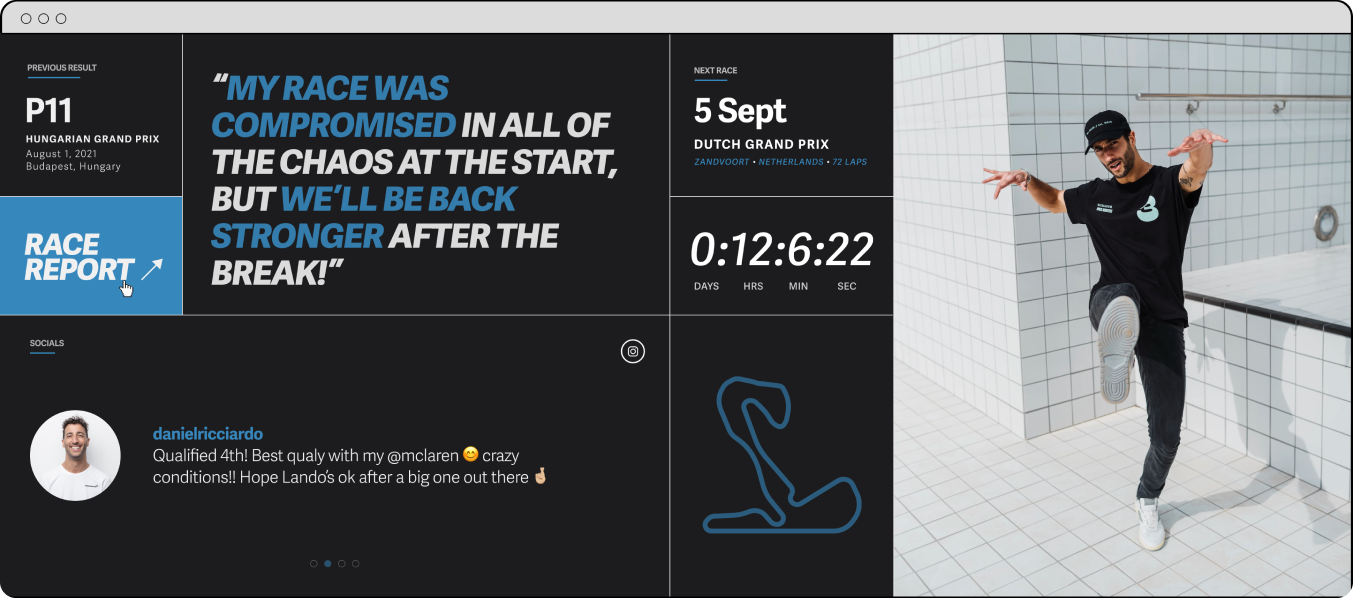 PREVIOUS RESULT
P11
HUNGARIAN GRAND PRIX
August 1, 2021
Budapest, Hungary
RACE
REPORT
“MY RACE WAS
COMPROMISED IN ALL OF
THE CHAOS AT THE START,
BUT WE’LL BE BACK
STRONGER AFTER THE
BREAK!”
NEXT RACE
5 Sept
DUTCH GRAND PRIX
ZANDVOORT • NETHERLANDS • 72 LAPS
0:12:6:22
DAYS HRS MIN SEC
SOCIALS
danielricciardo
Qualified 4th! Best qualy with my @mclaren 😊 crazy
conditions!! Hope Lando’s ok after a big one out there 🤞🏼